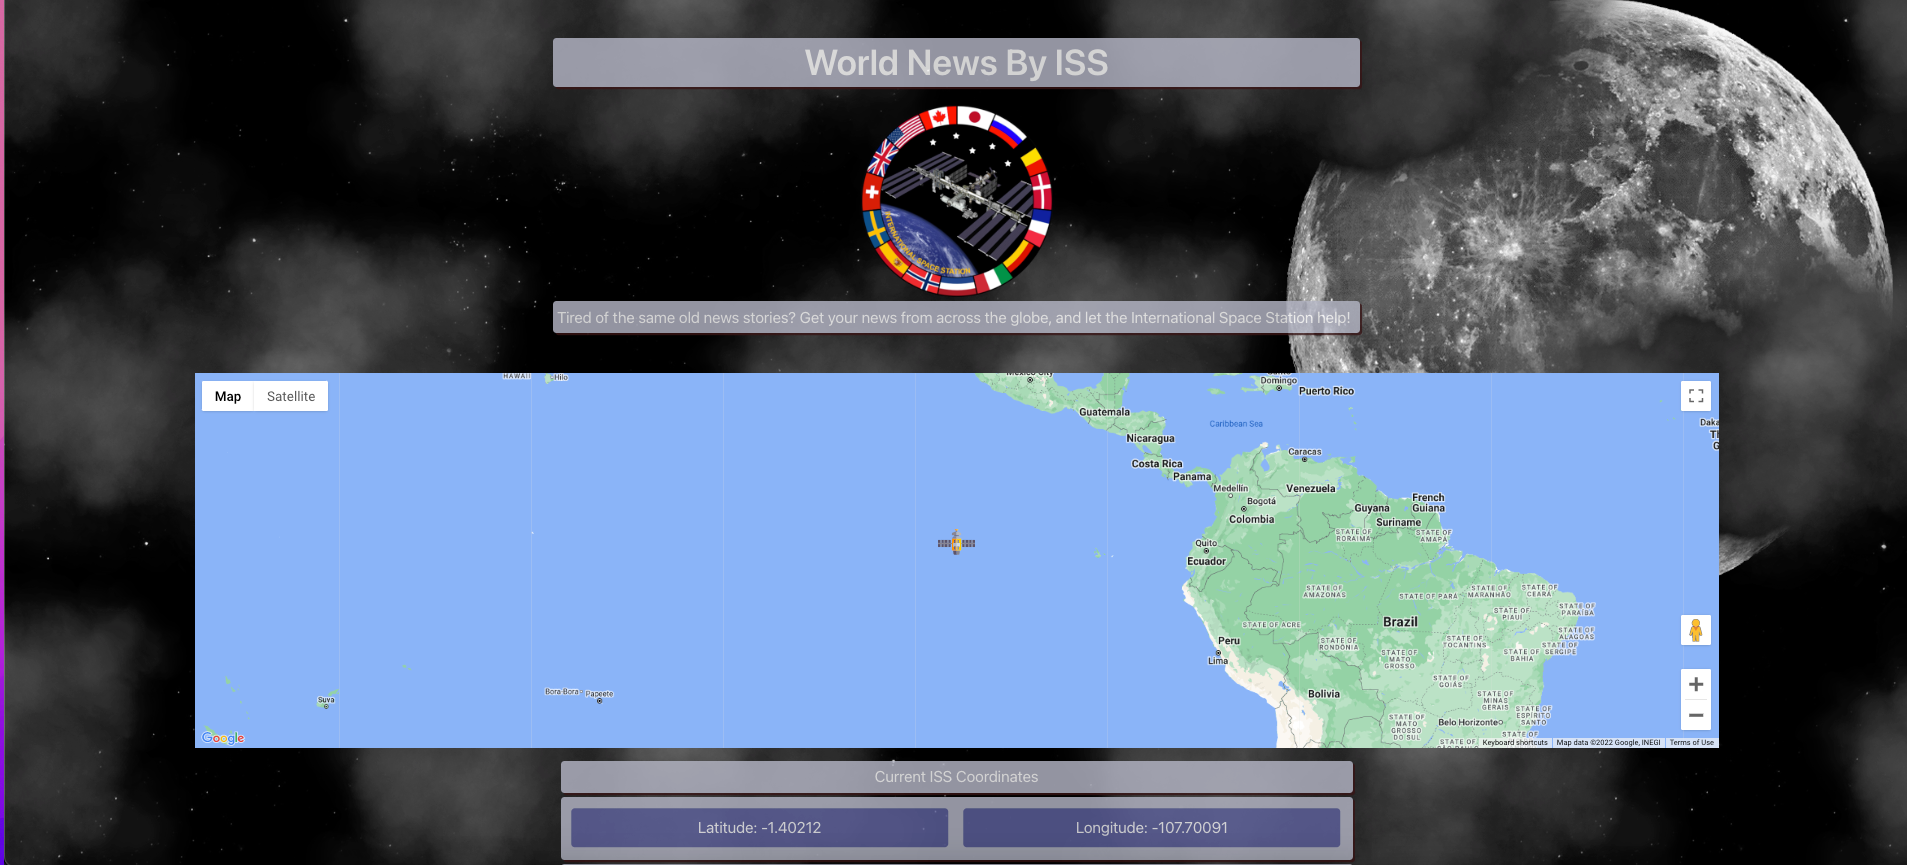 World News By ISS
INTERNATIONAL SPACE STATION
Tired of the same old news stories? Get your news from across the globe, and let the International Space Station help!
Map
Satellite
HAWAII
Hilo
Mexico City
Domingo
Puerto Rico
Guatemala
Caribbean Sea
Nicaragua
Caracas
Costa Rica
Panama
Medellín
Venezuela
Bogotá
French
Guiana
Guyana
Colombia
Suriname
STATE OF
RORAIMA
STATE OF
AMAPÁ
Quito
Ecuador
STATE OF
AMAZONAS
STATE OF PARÁ
STATE OF
MARANHÃO
STATE OF
CEARÁ
STATE OF
PIAUÍ
STATE OF
PARAÍBA
STATE OF ACRE
Brazil
STATE OF
ALAGOAS
Peru
STATE OF
RONDÔNIA
STATE OF
TOCANTINS
STATE OF
SERGIPE
Lima
STATE OF
MATO
GROSSO
STATE OF
BAHIA
STATE OF
GOIÁS
Bolivia
STATE OF
MINAS
GERAIS
Suva
Bora-Bora
Papeete
STATE OF
MATO
GROSSO
DO SUL
Belo Horizonte
STATE OF
ESPÍRITO
SANTO
Google
Keyboard shortcuts
Map data ©2022 Google, INEGI
Terms of Use
Current ISS Coordinates
Latitude: -1.40212
Longitude: -107.70091